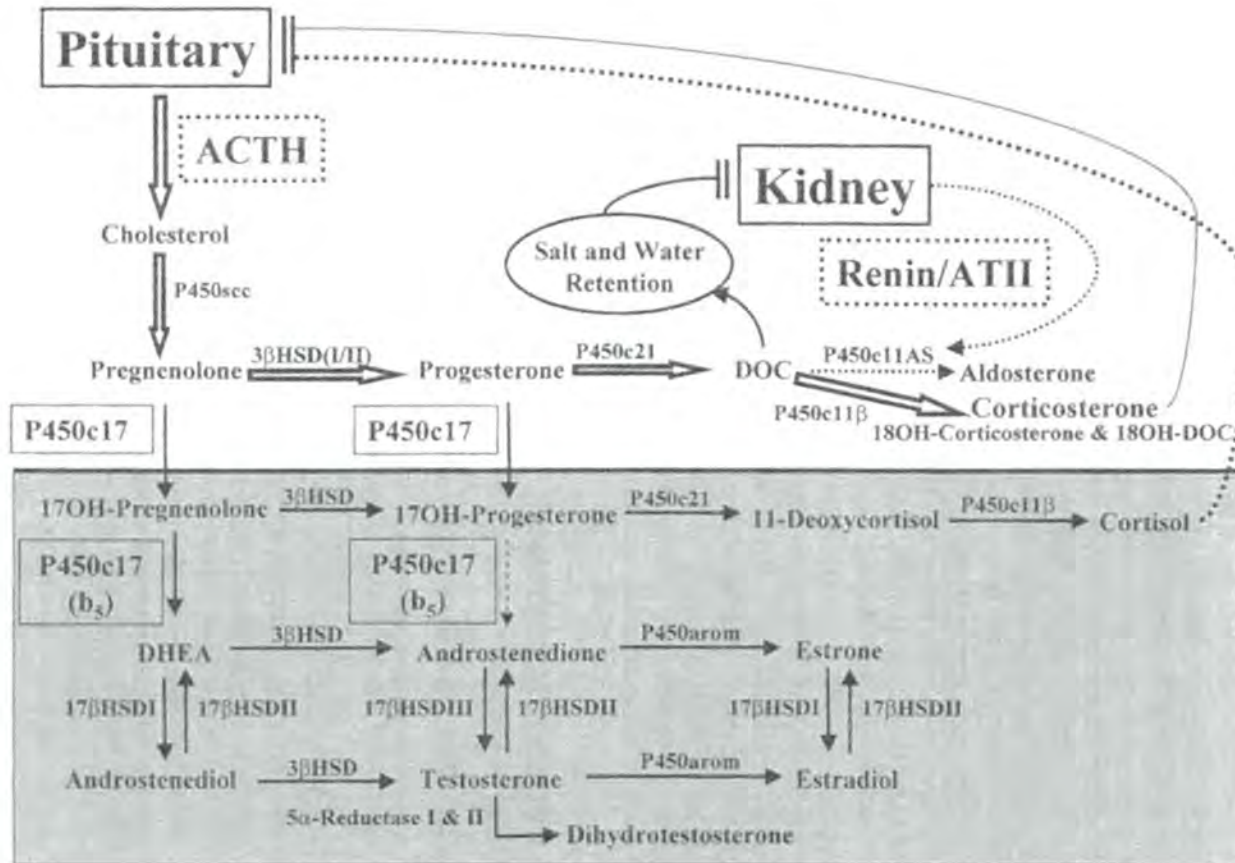 Pituitary
ACTH
Kidney
Cholesterol
Salt and Water
Retention
Renin/ATII
P450scc
3βHSD(I/II)
P450c21
P450c11AS
Pregnenolone
Progesterone
DOC
Aldosterone
P450c11β
Corticosterone
18OH-Corticosterone & 18OH-DOC
P450c17
P450c17
17OH-Pregnenolone
3βHSD
17OH-Progesterone
P450c21
11-Deoxycortisol
P450c11β
Cortisol
P450c17
(b5)
P450c17
(b5)
DHEA
3βHSD
Androstenedione
P450arom
Estrone
17βHSDI
17βHSDII
17βHSDIII
17βHSDII
17βHSDI
17βHSDII
Androstenediol
3βHSD
Testosterone
P450arom
Estradiol
5α-Reductase I & II
Dihydrotestosterone